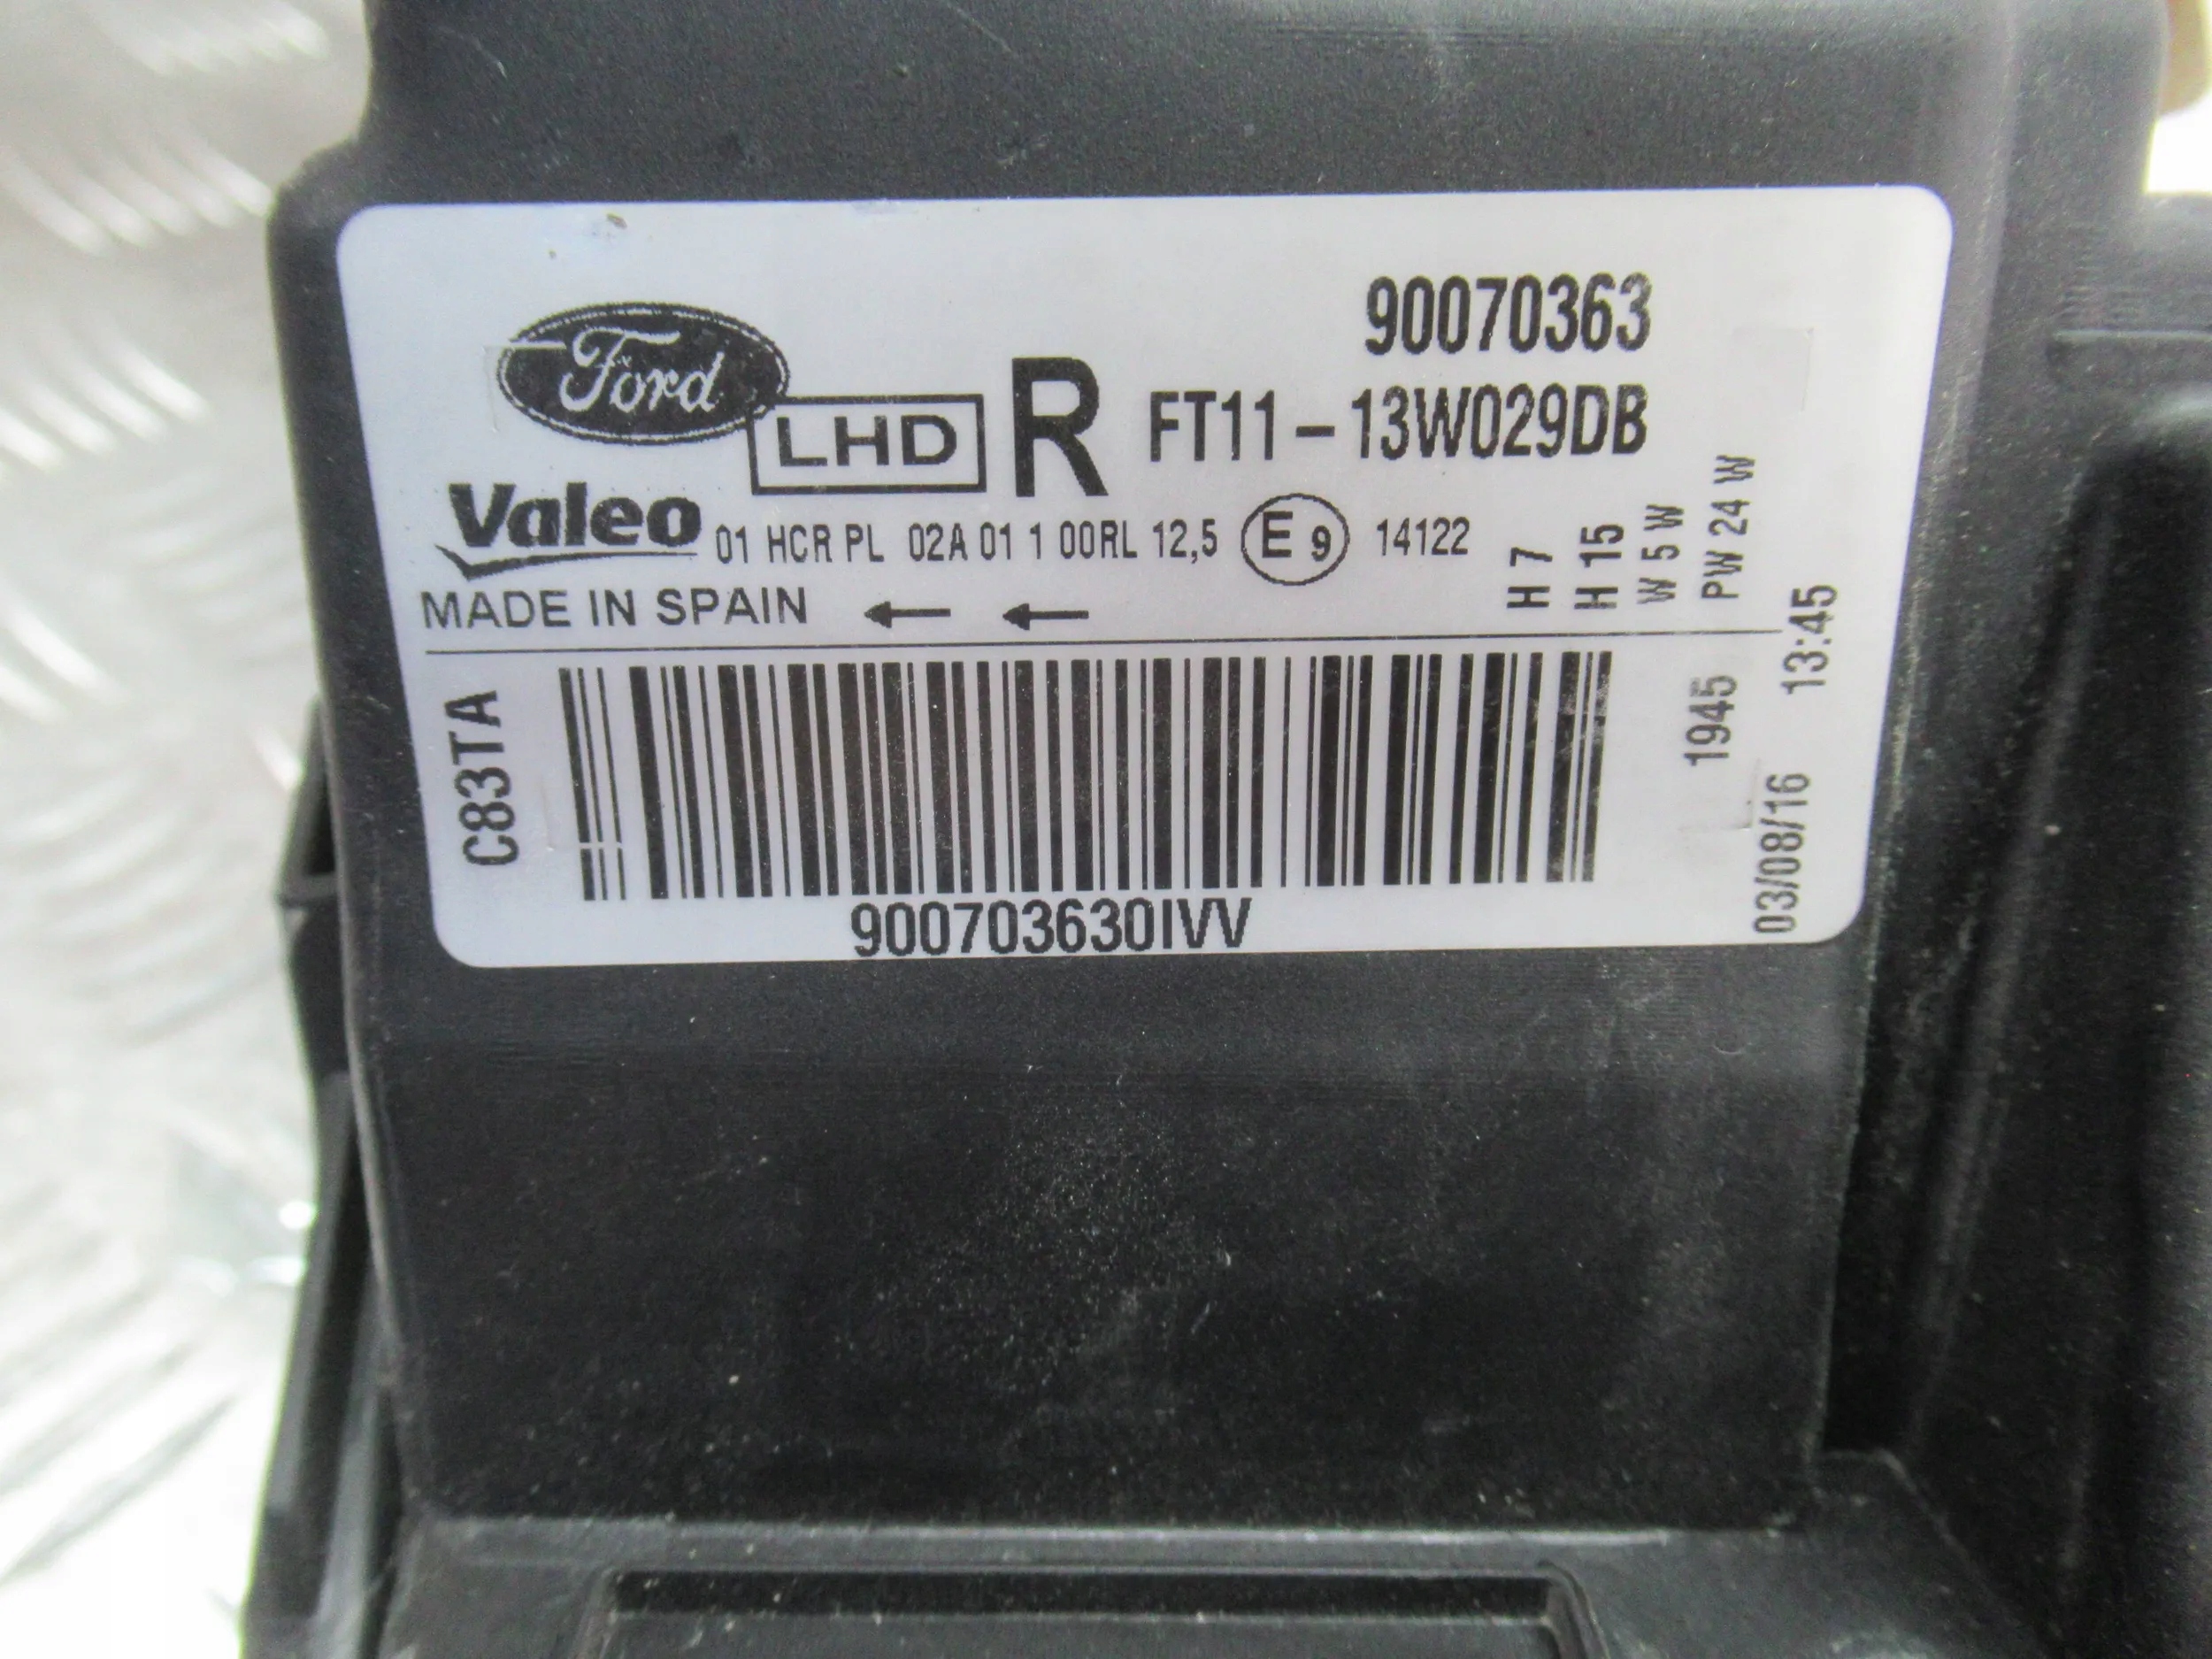 90070363
Ford
LHD R FT11-13W029DB
Valeo
01 HCR PL 02A 01 1 00RL 12,5 E9 14122
H 7
H 15
W 5 W
PW 24 W
MADE IN SPAIN
C83TA
1945
03/08/16 13:45
900703630IVV